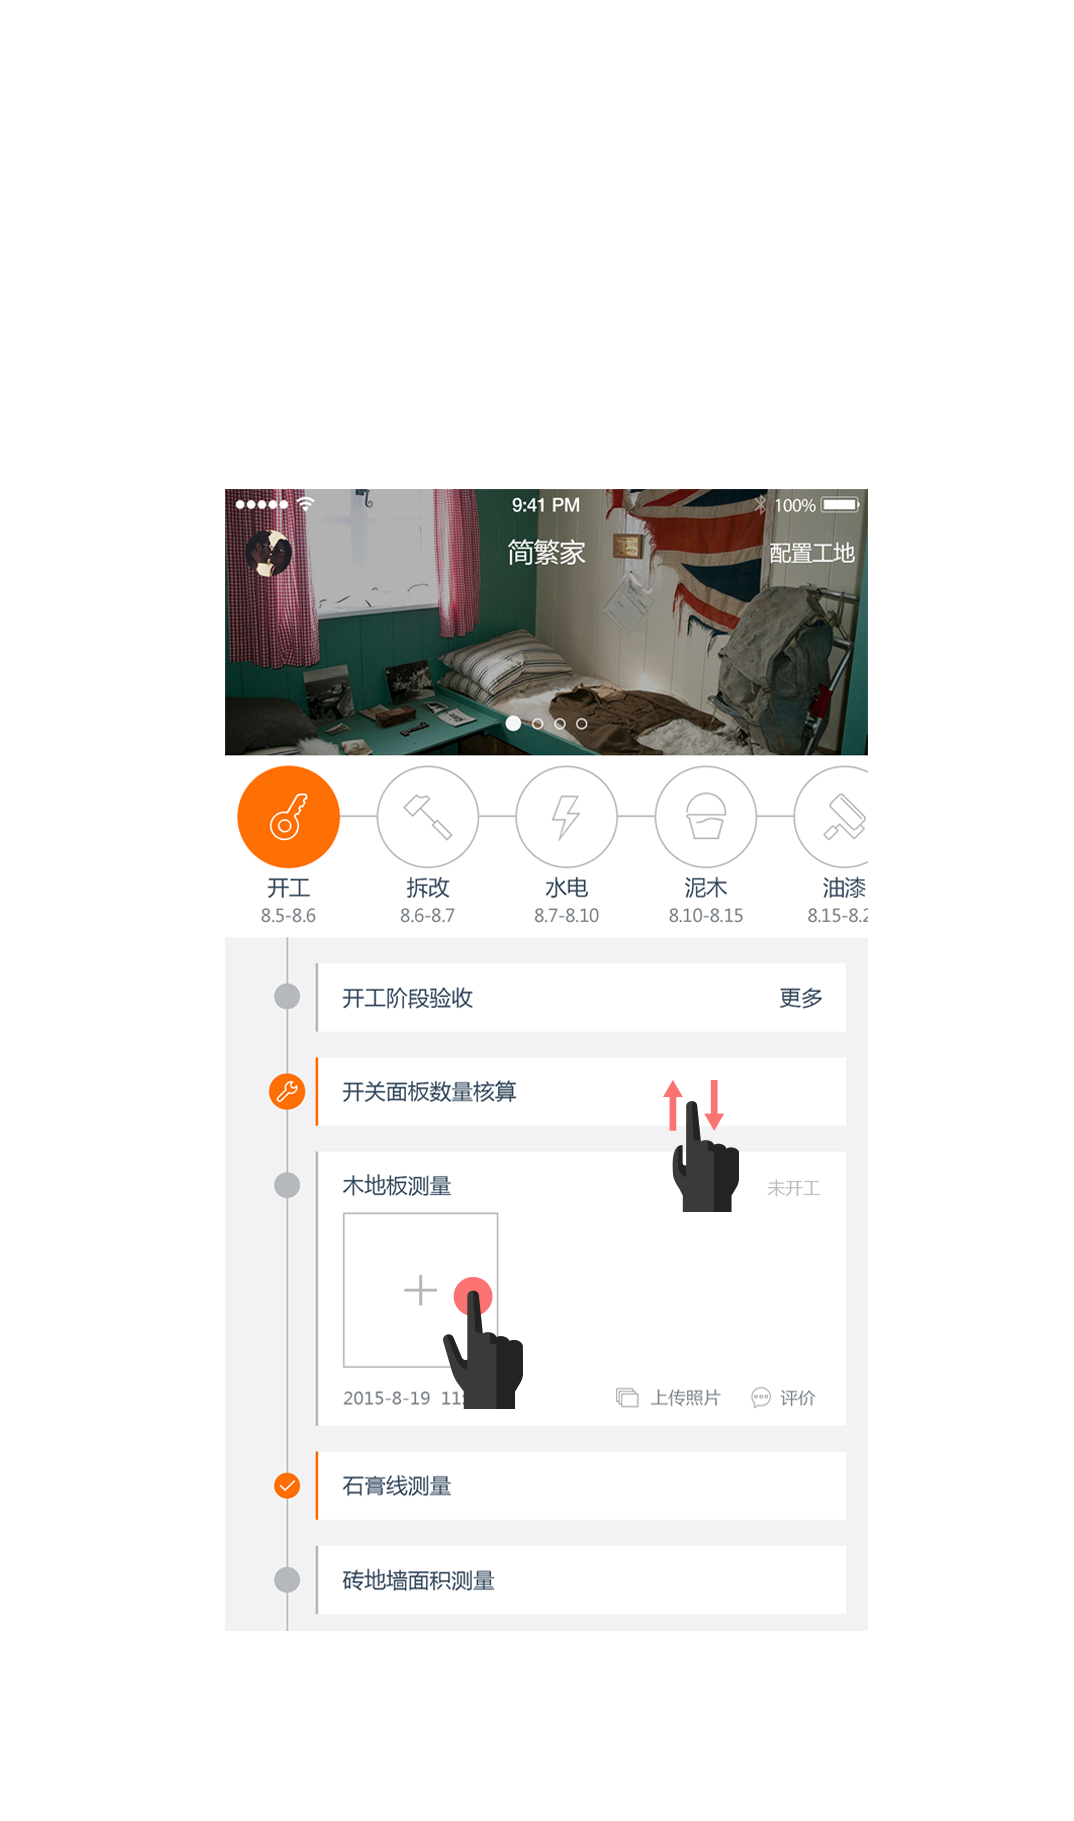 9:41 PM 100%
简繁家 配置工地
开工 拆改 水电 泥木 油漆
8.5-8.6 8.6-8.7 8.7-8.10 8.10-8.15 8.15-8.2
开工阶段验收 更多
开关面板数量核算
木地板测量 未开工
2015-8-19 11 上传照片 评价
石膏线测量
砖地墙面积测量